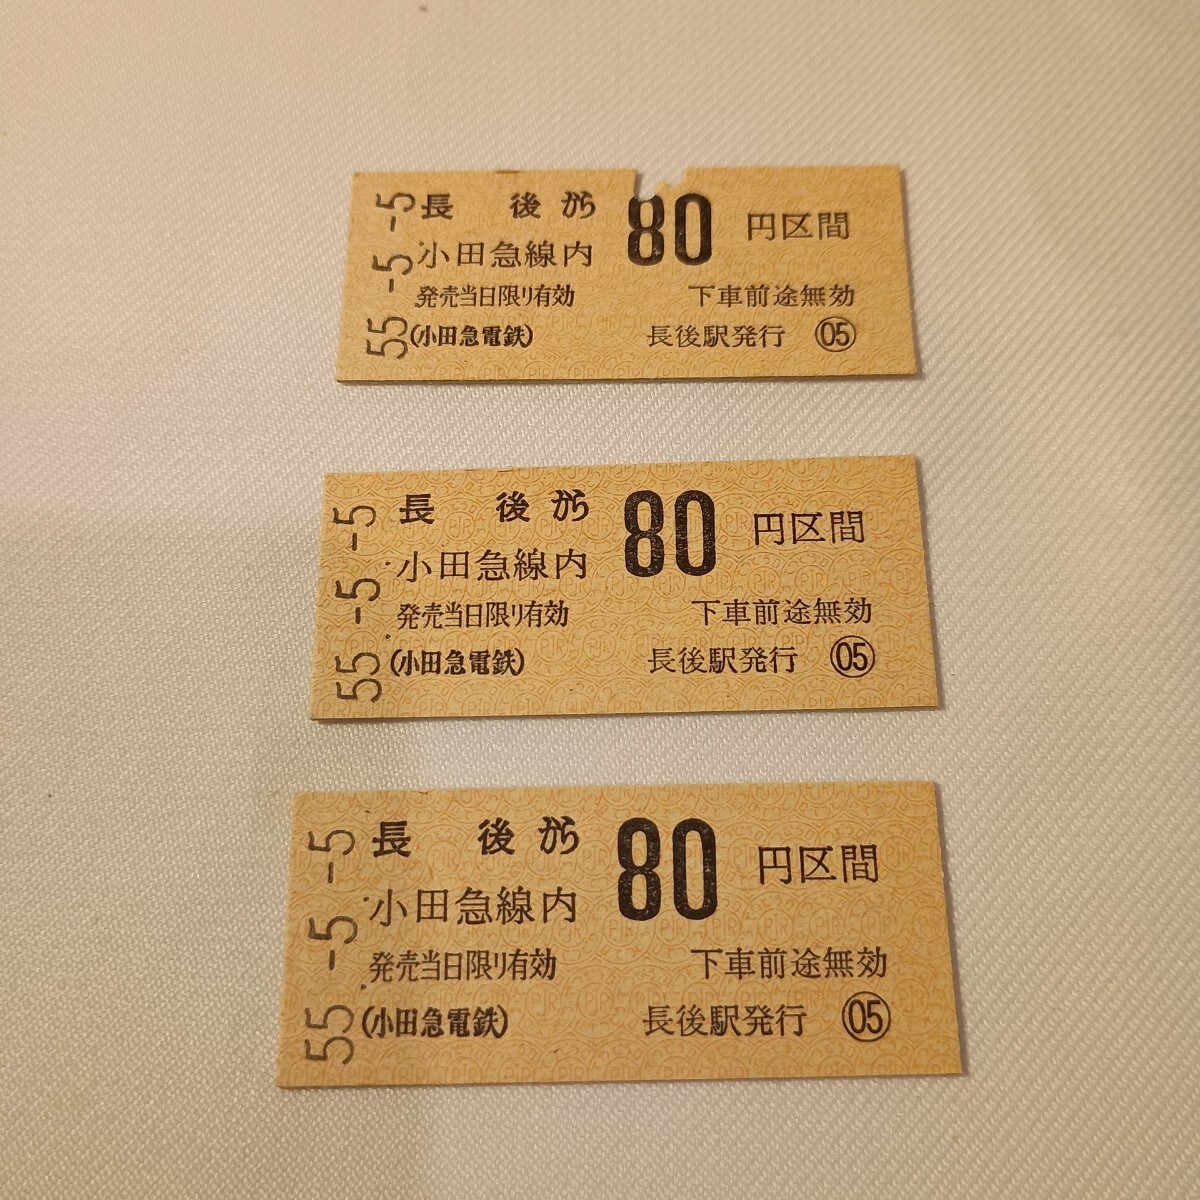 55.-5.-5
長後から 80 円区間
小田急線内
発売当日限り有効 下車前途無効
(小田急電鉄) 長後駅発行 05
55.-5.-5
長後から 80 円区間
小田急線内
発売当日限り有効 下車前途無効
(小田急電鉄) 長後駅発行 05
55.-5.-5
長後から 80 円区間
小田急線内
発売当日限り有効 下車前途無効
(小田急電鉄) 長後駅発行 05